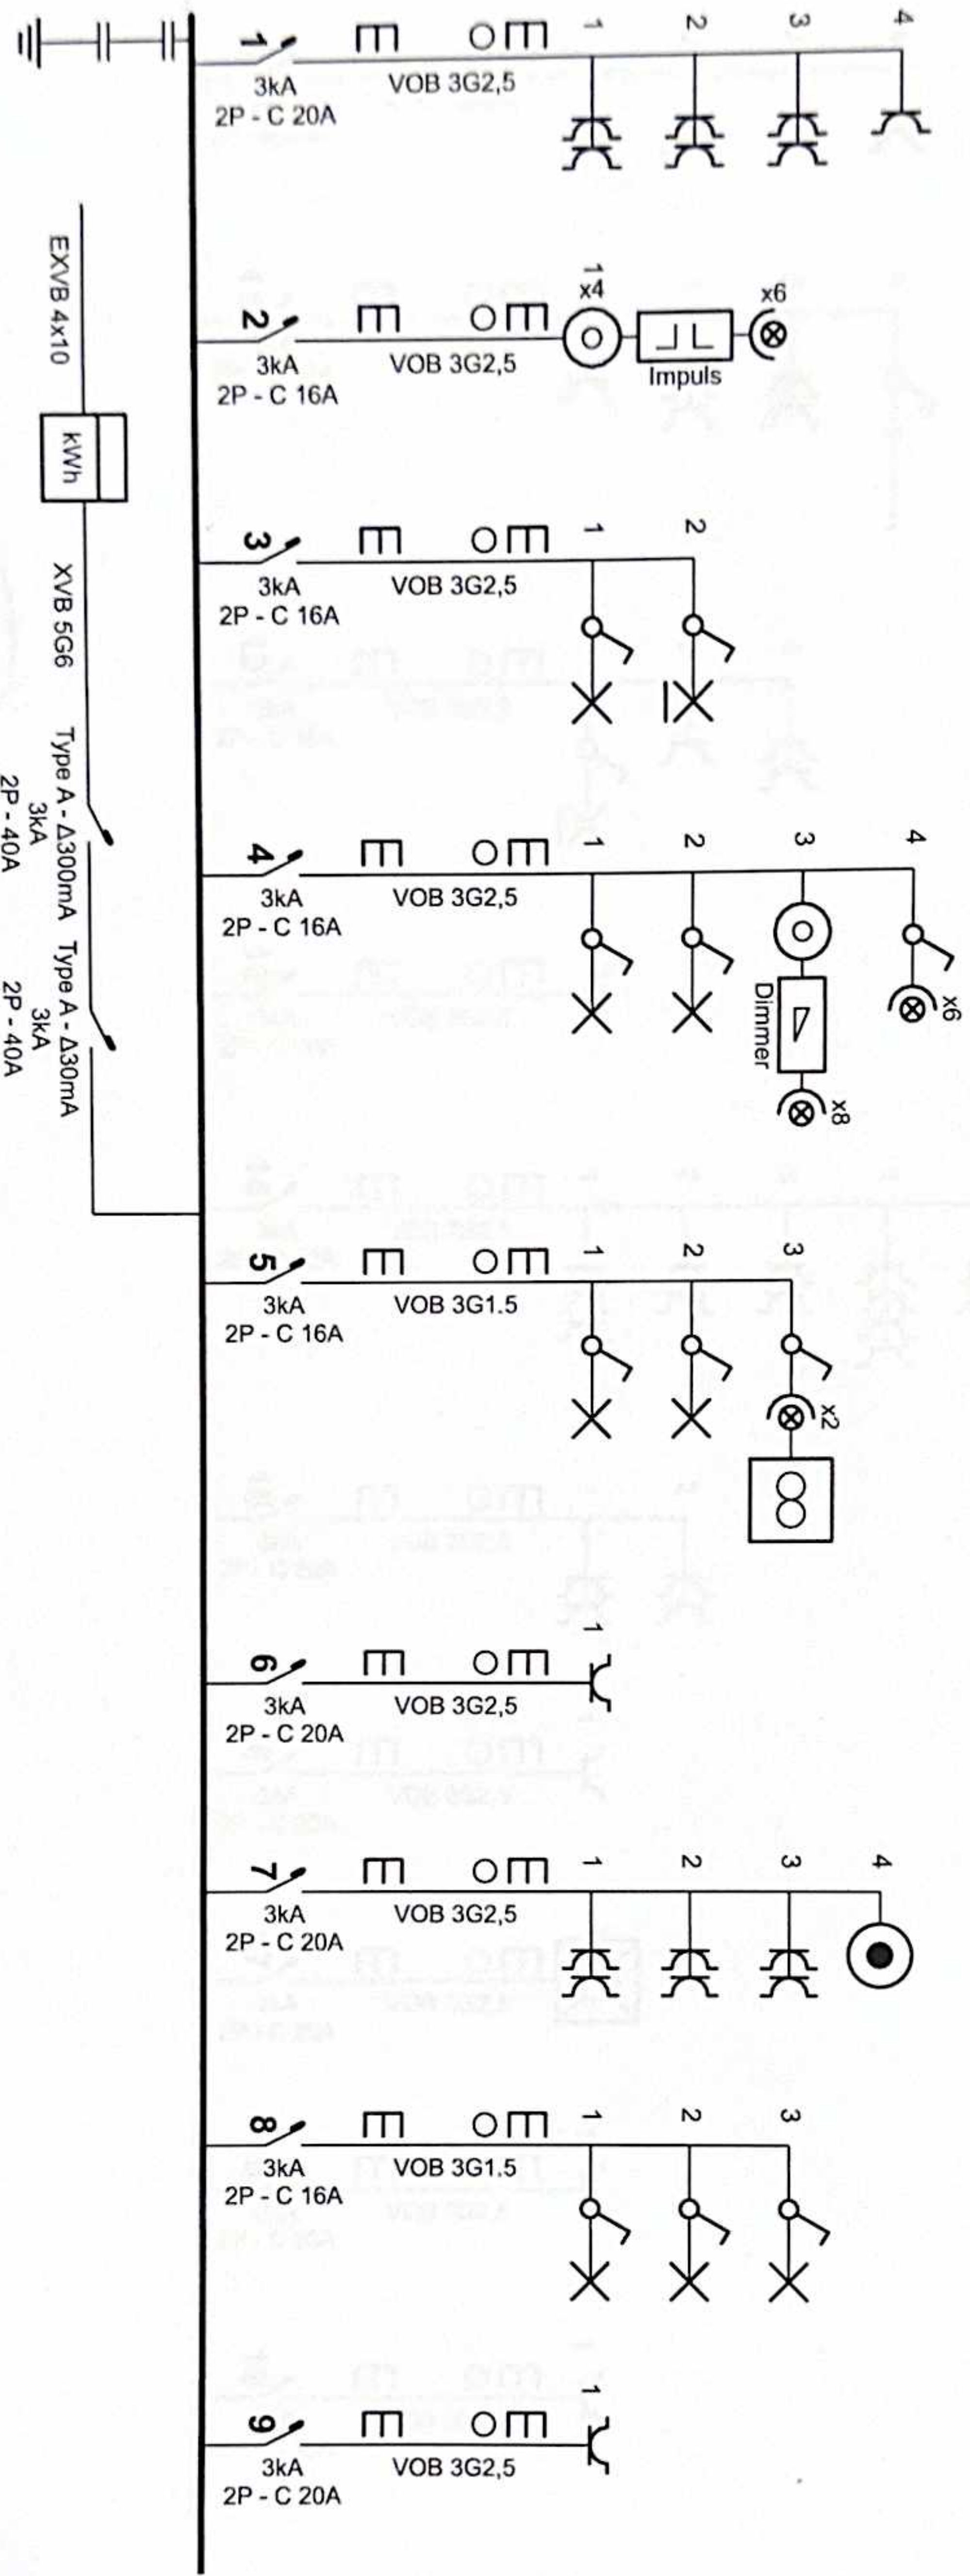 1
3kA
2P - C 20A
VOB 3G2,5
1
2
3
4
2
3kA
2P - C 16A
VOB 3G2,5
1
x4
Impuls
x6
3
3kA
2P - C 16A
VOB 3G2,5
1
2
4
3kA
2P - C 16A
VOB 3G2,5
1
2
3
Dimmer
x8
4
x6
5
3kA
2P - C 16A
VOB 3G1.5
1
2
3
x2
6
3kA
2P - C 20A
VOB 3G2,5
1
7
3kA
2P - C 20A
VOB 3G2,5
1
2
3
4
8
3kA
2P - C 16A
VOB 3G1.5
1
2
3
9
3kA
2P - C 20A
VOB 3G2,5
1
EXVB 4x10
kWh
XVB 5G6
Type A - Δ300mA
3kA
2P - 40A
Type A - Δ30mA
3kA
2P - 40A